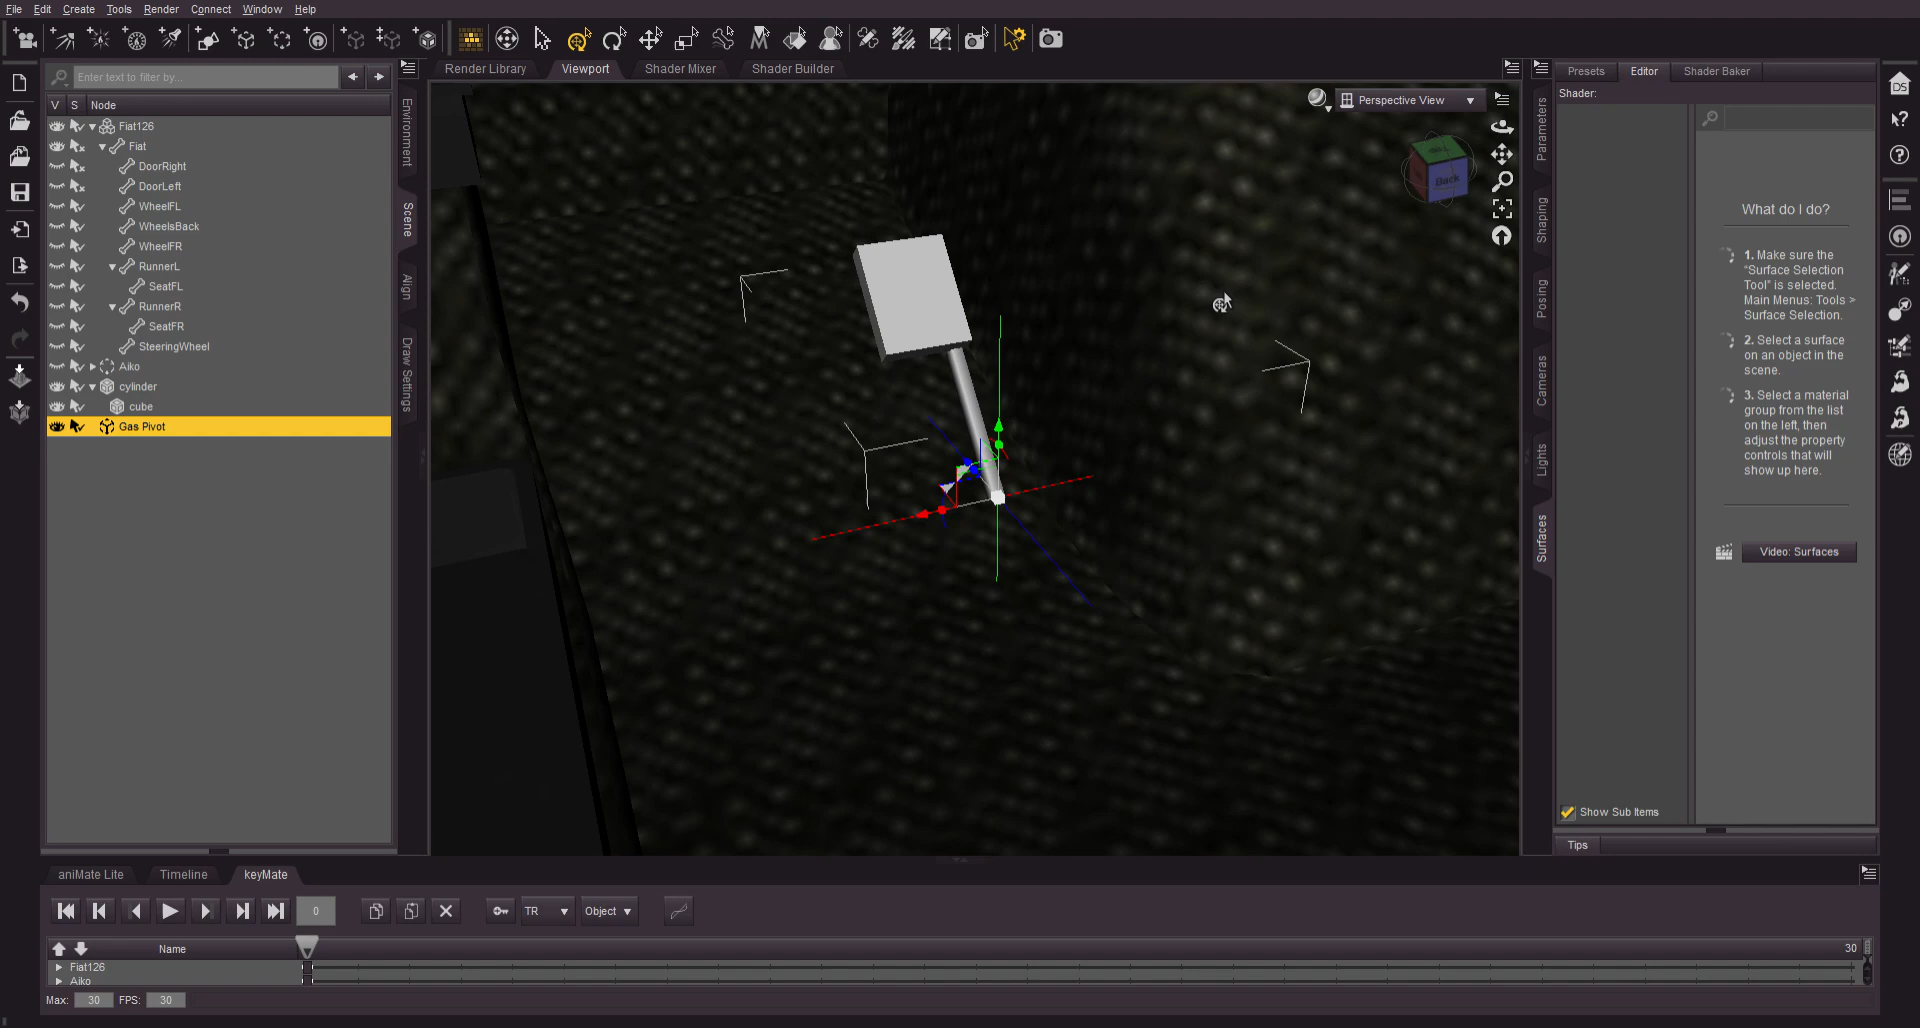 File Edit Create Tools Render Connect Window Help
Enter text to filter by...
V S Node
Fiat126
Fiat
DoorRight
DoorLeft
WheelFL
WheelsBack
WheelFR
RunnerL
SeatFL
RunnerR
SeatFR
SteeringWheel
Aiko
cylinder
cube
Gas Pivot
Environment
Scene
Align
Draw Settings
Render Library Viewport Shader Mixer Shader Builder
Perspective View
Back
Parameters
Shaping
Posing
Cameras
Lights
Surfaces
Presets Editor Shader Baker
Shader:
What do I do?
1. Make sure the
“Surface Selection
Tool” is selected.
Main Menus: Tools >
Surface Selection.
2. Select a surface
on an object in the
scene.
3. Select a material
group from the list
on the left, then
adjust the property
controls that will
show up here.
Video: Surfaces
Show Sub Items
Tips
DS
aniMate Lite Timeline keyMate
0 TR Object
Name 30
Fiat126
Aiko
Max: 30 FPS: 30